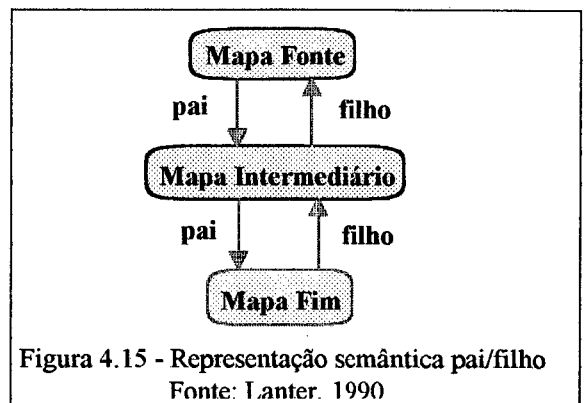 Mapa Fonte
pai filho
Mapa Intermediário
pai filho
Mapa Fim
Figura 4.15 - Representação semântica pai/filho
Fonte: Lanter, 1990